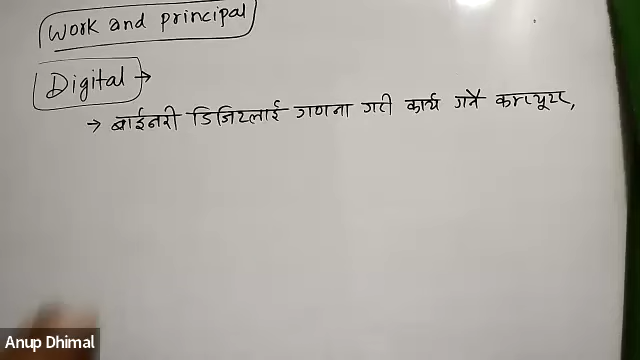 Work and principal
Digital →
→ बाईनरी डिजिटलाई गणना गरी कार्य गर्ने कम्प्यूटर,
Anup Dhimal